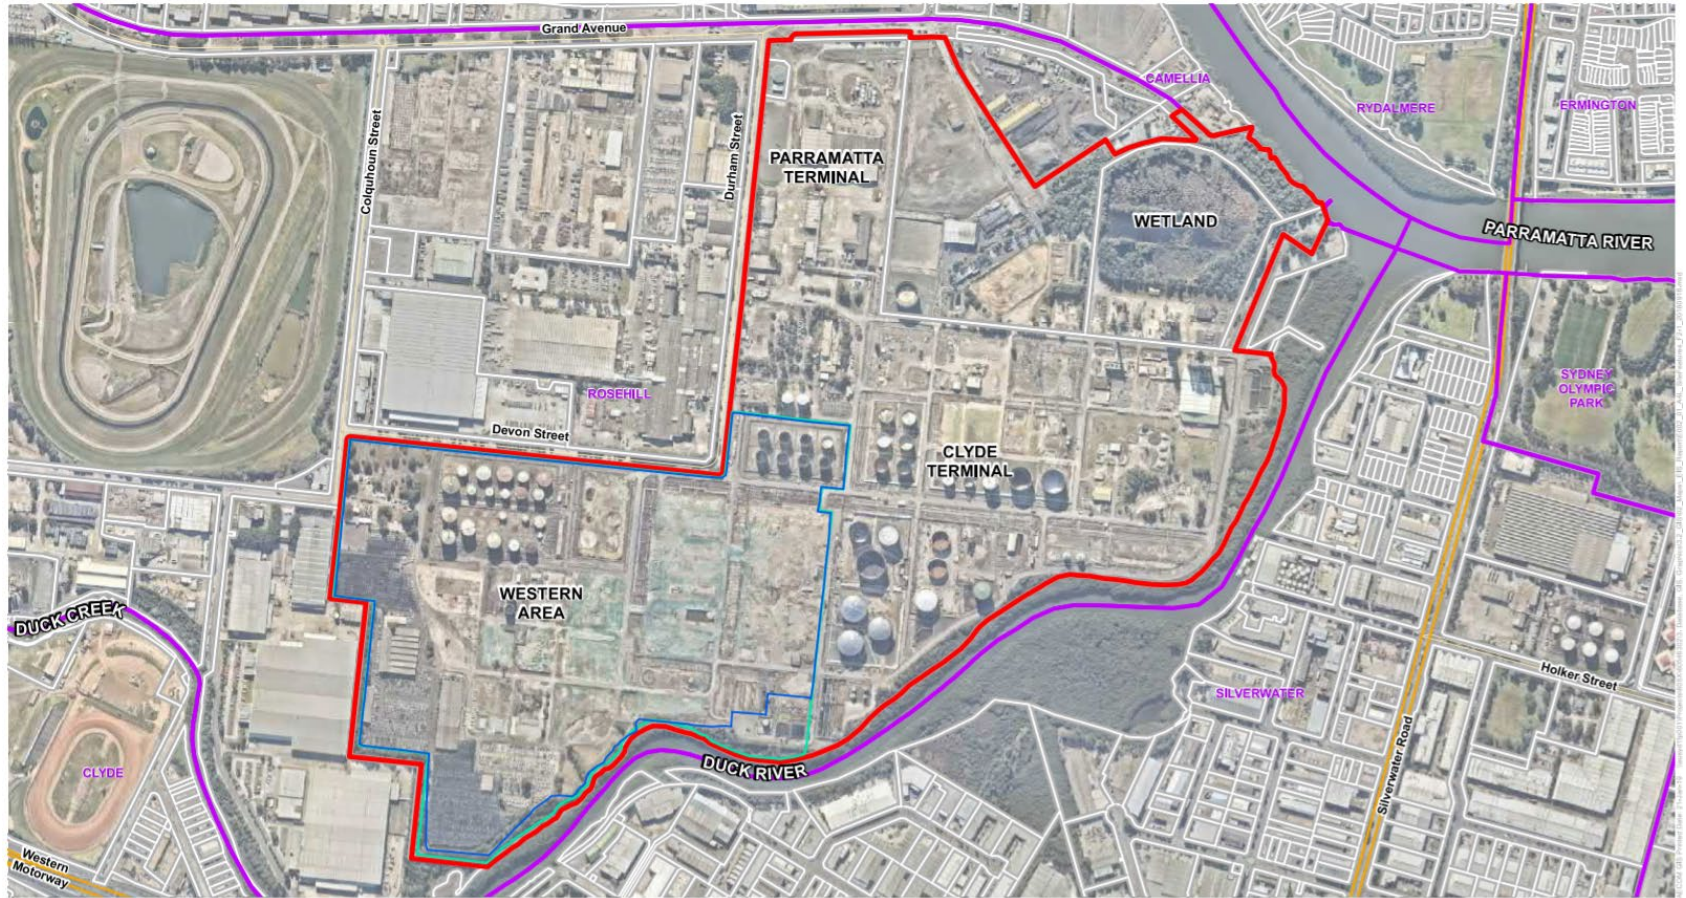 Grand Avenue
CAMELLIA
RYDALMERE
ERMINGTON
Colquhoun Street
Durham Street
PARRAMATTA
TERMINAL
WETLAND
PARRAMATTA RIVER
ROSEHILL
SYDNEY
OLYMPIC
PARK
Devon Street
CLYDE
TERMINAL
WESTERN
AREA
DUCK CREEK
Holker Street
SILVERWATER
Silverwater Road
DUCK RIVER
CLYDE
Western
Motorway